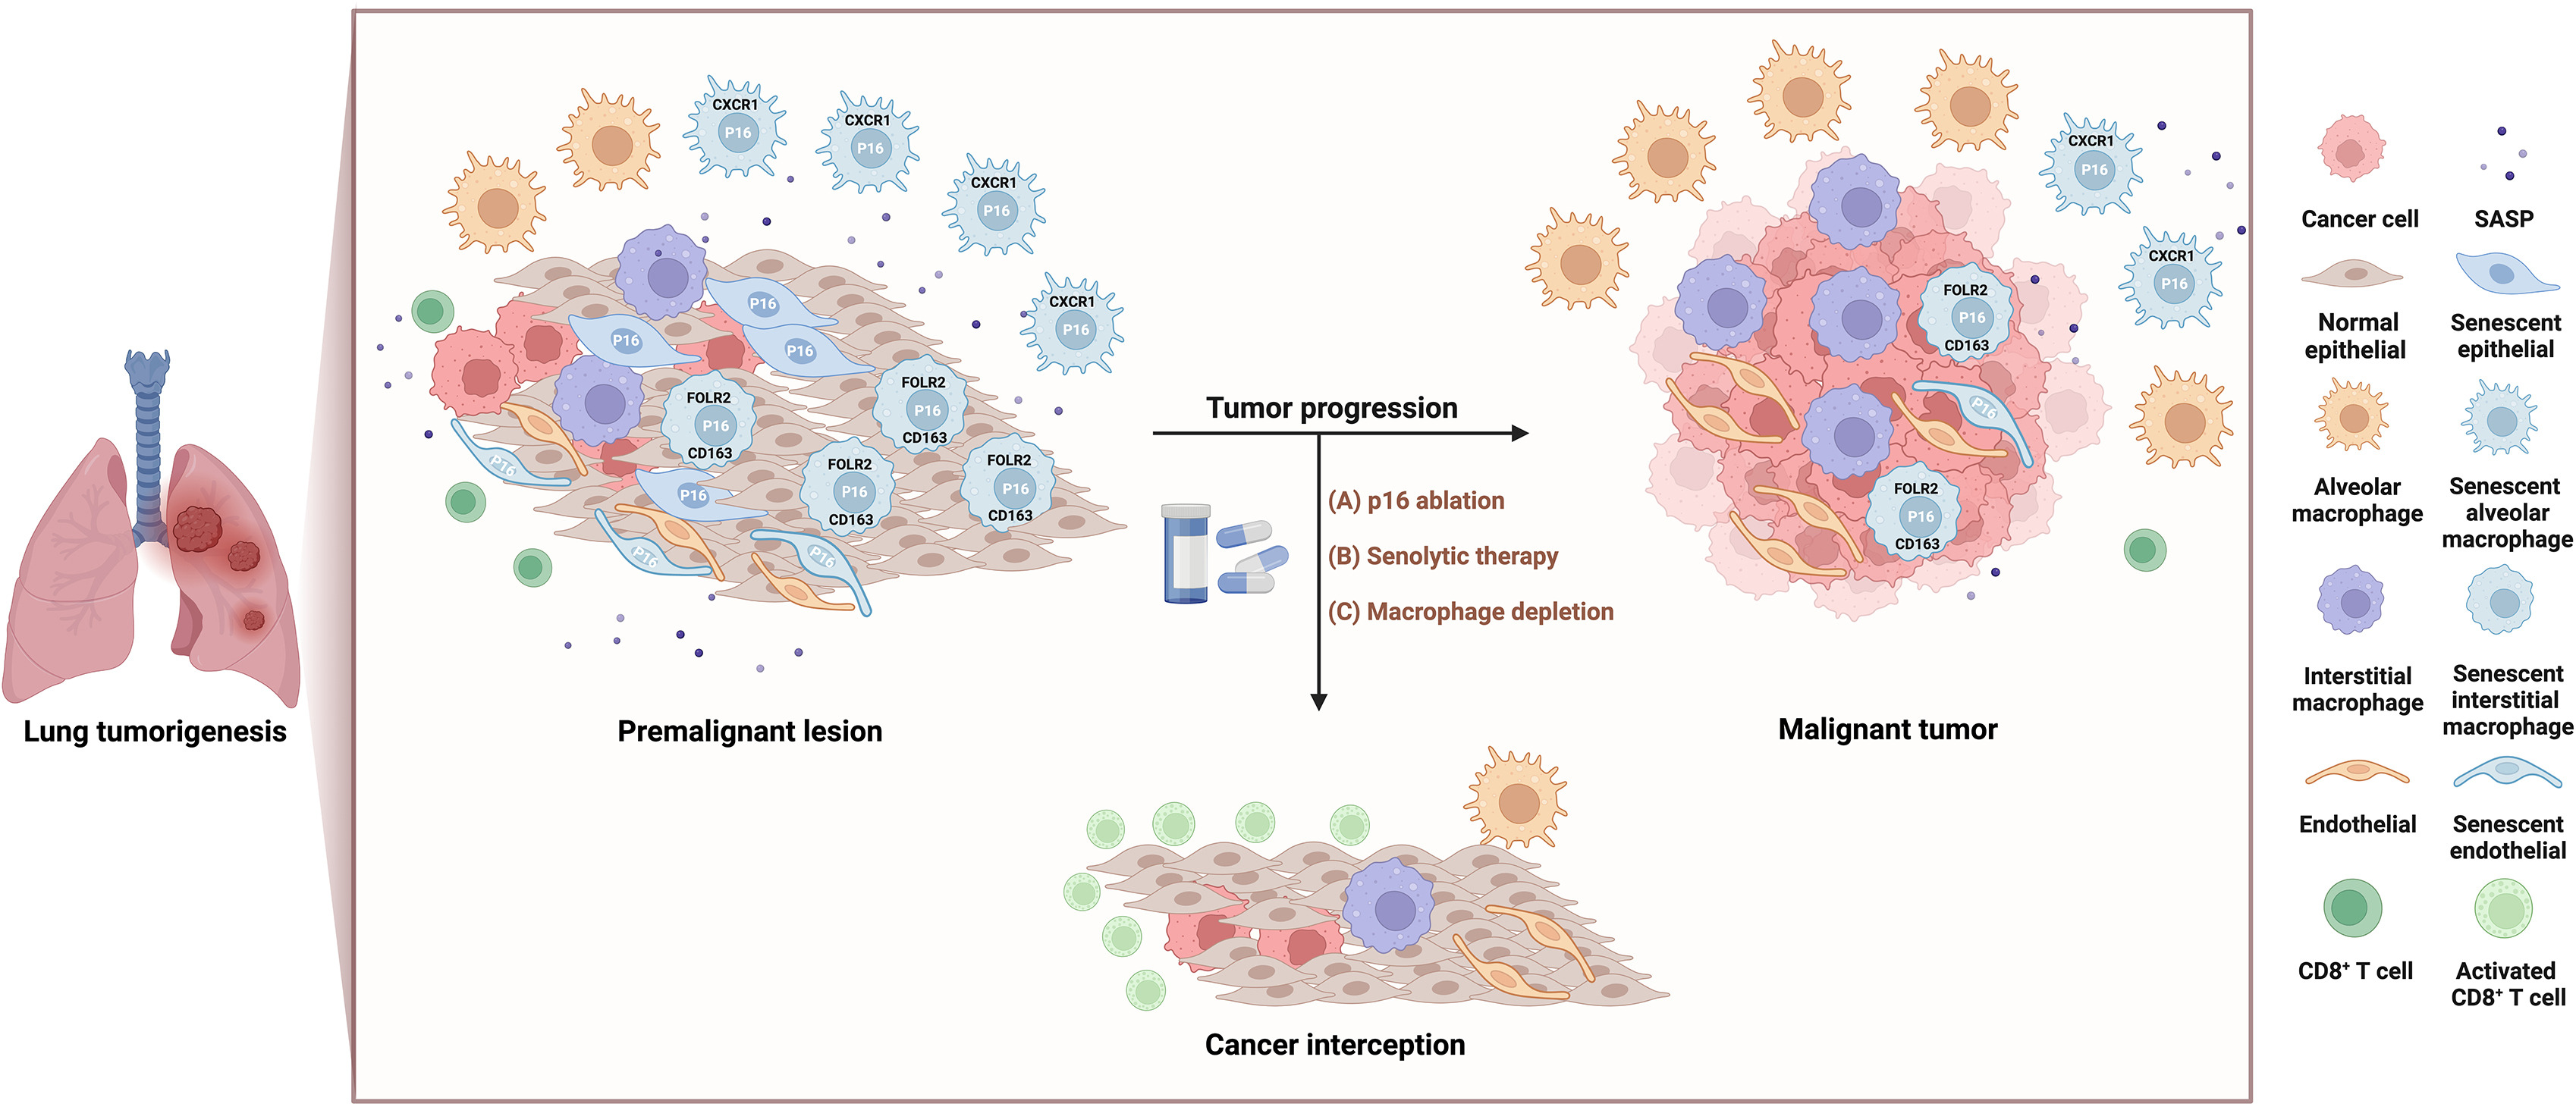 Lung tumorigenesis
CXCR1
P16
CXCR1
P16
CXCR1
P16
CXCR1
P16
P16
P16
P16
FOLR2
P16
CD163
FOLR2
P16
CD163
FOLR2
P16
CD163
FOLR2
P16
CD163
P16
P16
P16
P16
Premalignant lesion
Tumor progression
(A) p16 ablation
(B) Senolytic therapy
(C) Macrophage depletion
CXCR1
P16
CXCR1
P16
FOLR2
P16
CD163
P16
FOLR2
P16
CD163
Malignant tumor
Cancer interception
Cancer cell
SASP
Normal
epithelial
Senescent
epithelial
Alveolar
macrophage
Senescent
alveolar
macrophage
Interstitial
macrophage
Senescent
interstitial
macrophage
Endothelial
Senescent
endothelial
CD8⁺ T cell
Activated
CD8⁺ T cell